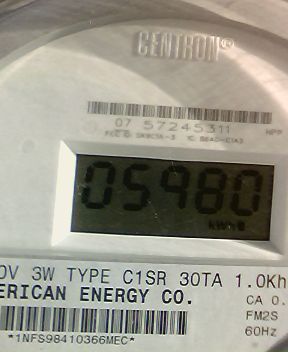 CENTRON®
07 57245311
05980
kWh
0V 3W TYPE C1SR 30TA 1.0Kh
ERICAN ENERGY CO.
CA 0.
FM2S
*1NFS98410366MEC*
60Hz